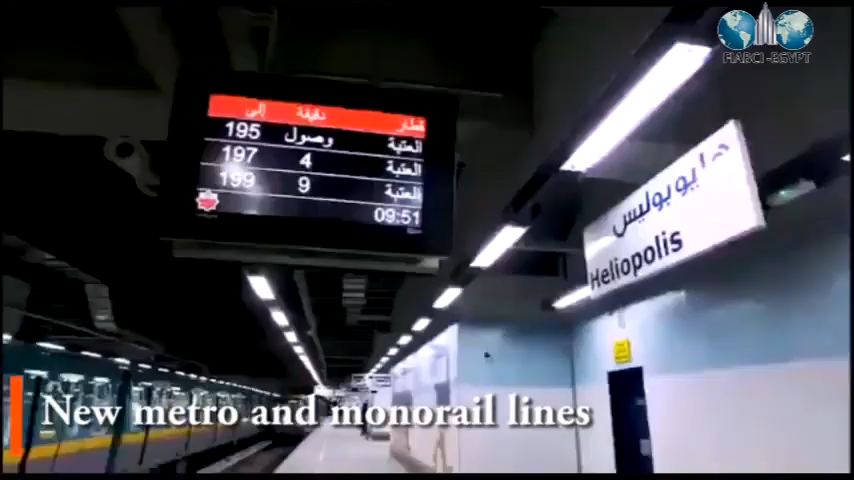 FIABCI-EGYPT
قطار دقيقة إلى
العتبة وصول 195
العتبة 4 197
العتبة 9 199
09:51
هليوبوليس
Heliopolis
New metro and monorail lines